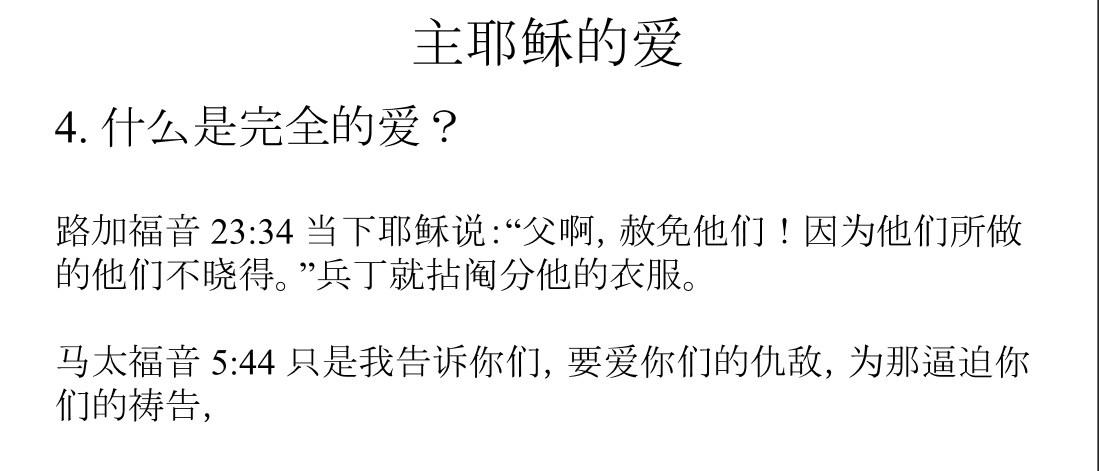 主耶稣的爱
4. 什么是完全的爱？
路加福音 23:34 当下耶稣说：“父啊，赦免他们！因为他们所做
的他们不晓得。”兵丁就拈阄分他的衣服。
马太福音 5:44 只是我告诉你们，要爱你们的仇敌，为那逼迫你
们的祷告，